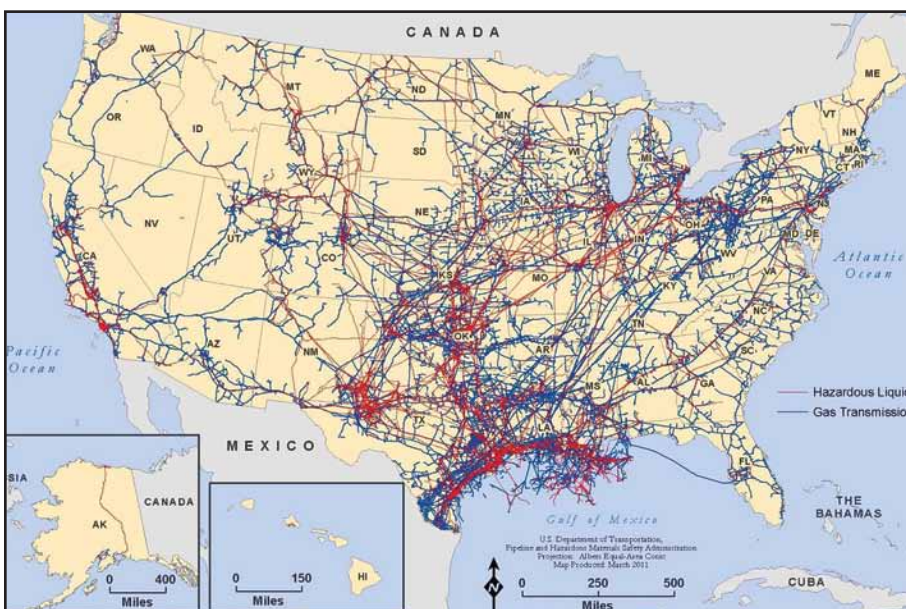 CANADA
WA
MT
ND
MN
ME
OR
ID
SD
WI
MI
VT
NH
NY
MA
CT
RI
WY
NE
IA
PA
NJ
NV
UT
CO
IL
IN
OH
MD
DE
WV
CA
KS
MO
KY
VA
Atlantic
Ocean
AZ
NM
OK
AR
TN
NC
SC
Pacific
Ocean
TX
LA
MS
AL
GA
Hazardous Liquid
Gas Transmission
MEXICO
FL
SIA
CANADA
AK
HI
Gulf of Mexico
THE
BAHAMAS
U.S. Department of Transportation,
Pipeline and Hazardous Materials Safety Administration
Projection: Albers Equal-Area Conic
Map Produced: March 2011
0 400
Miles
0 150
Miles
N
0 250 500
Miles
CUBA